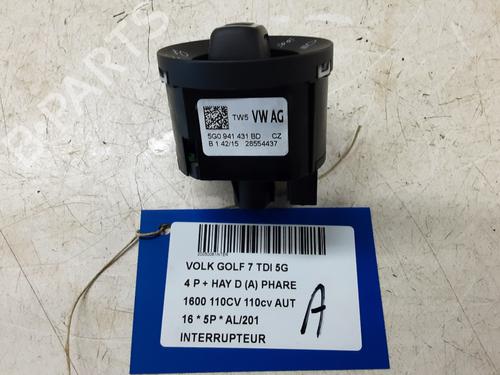 TW5 VW AG
5G0 941 431 BD CZ
B 1 42/15 28554437
VOLK GOLF 7 TDI 5G
4 P + HAY D (A) PHARE
1600 110CV 110cv AUT
16 * 5P * AL/201
INTERRUPTEUR
A